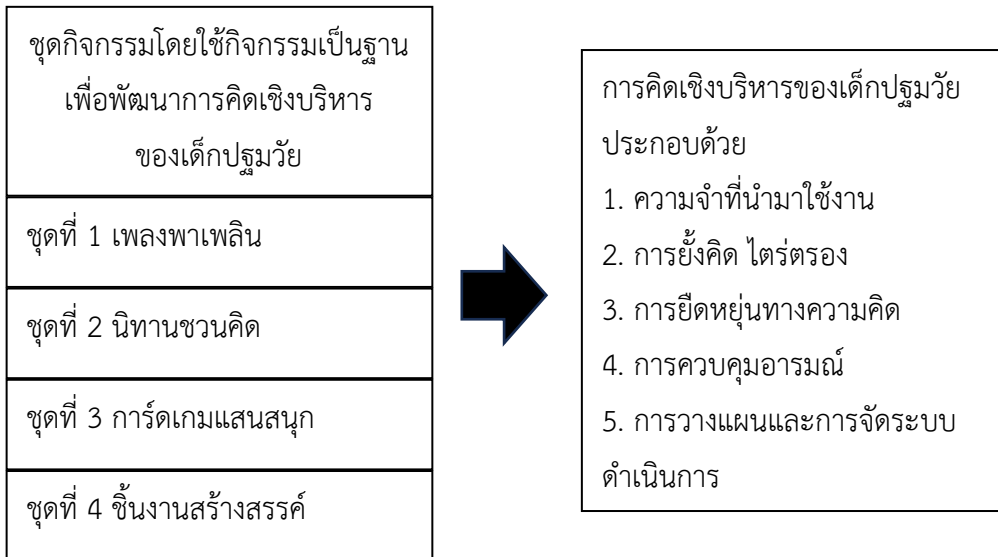 ชุดกิจกรรมโดยใช้กิจกรรมเป็นฐาน
เพื่อพัฒนาการคิดเชิงบริหาร
ของเด็กปฐมวัย
ชุดที่ 1 เพลงพาเพลิน
ชุดที่ 2 นิทานชวนคิด
ชุดที่ 3 การ์ดเกมแสนสนุก
ชุดที่ 4 ชิ้นงานสร้างสรรค์
การคิดเชิงบริหารของเด็กปฐมวัย
ประกอบด้วย
1. ความจำที่นำมาใช้งาน
2. การยั้งคิด ไตร่ตรอง
3. การยืดหยุ่นทางความคิด
4. การควบคุมอารมณ์
5. การวางแผนและการจัดระบบ
ดำเนินการ